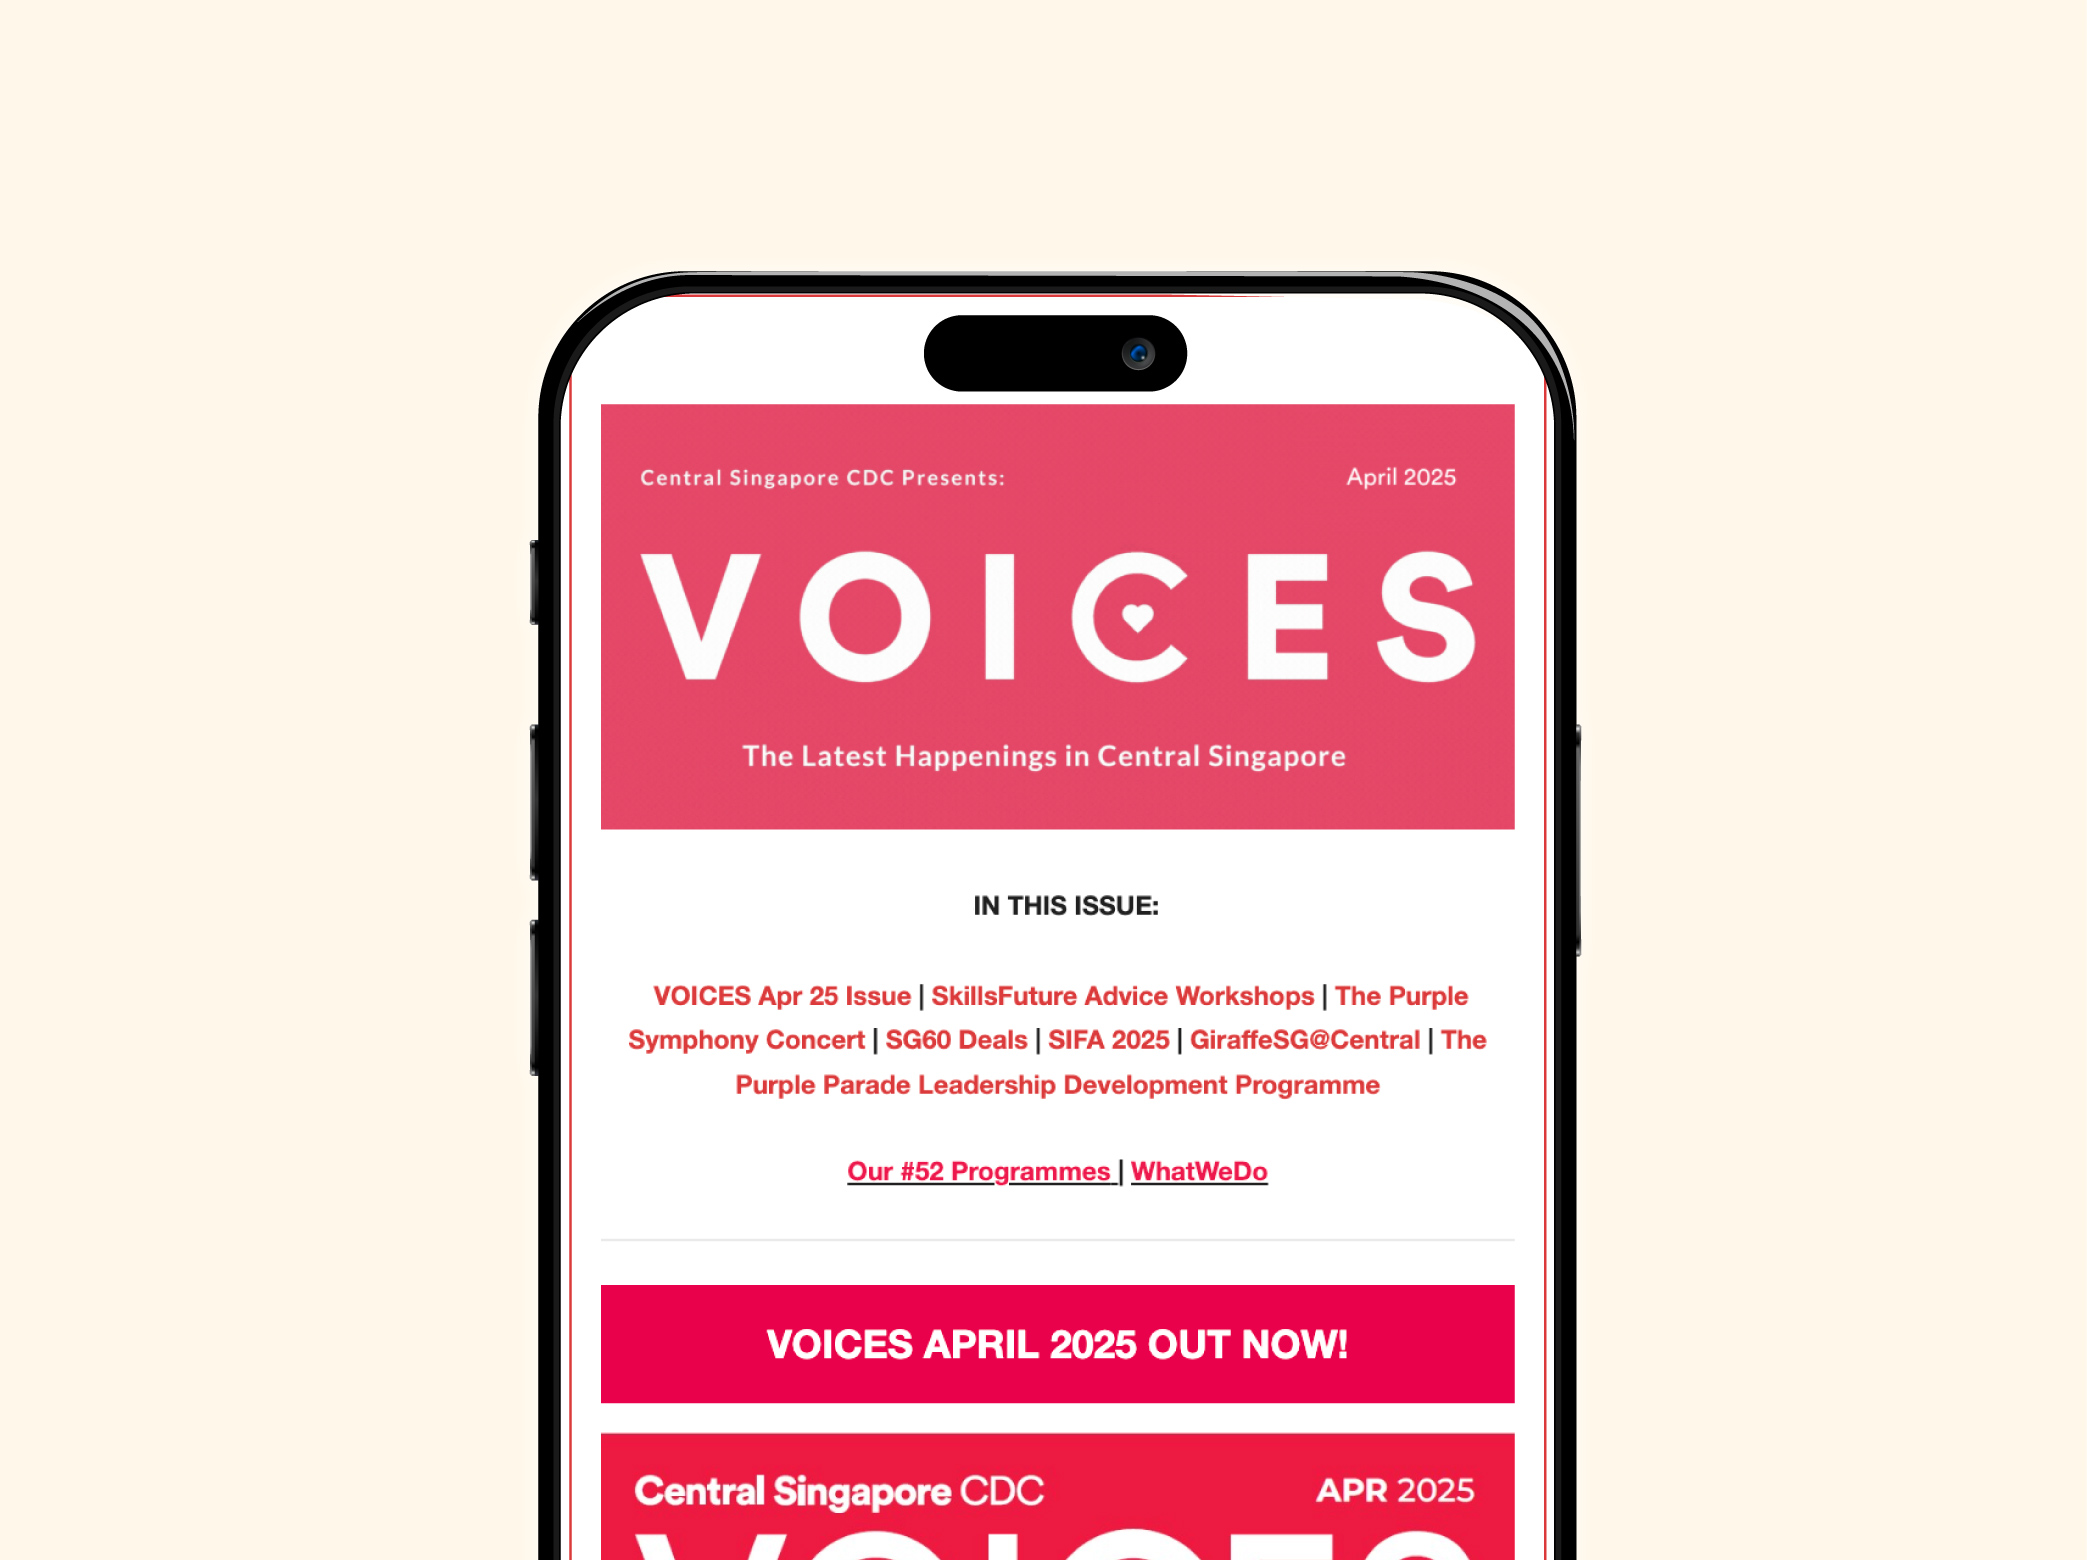 Central Singapore CDC Presents:
April 2025
VOICES
The Latest Happenings in Central Singapore
IN THIS ISSUE:
VOICES Apr 25 Issue | SkillsFuture Advice Workshops | The Purple
Symphony Concert | SG60 Deals | SIFA 2025 | GiraffeSG@Central | The
Purple Parade Leadership Development Programme
Our #52 Programmes | WhatWeDo
VOICES APRIL 2025 OUT NOW!
Central Singapore CDC
APR 2025
VOICES